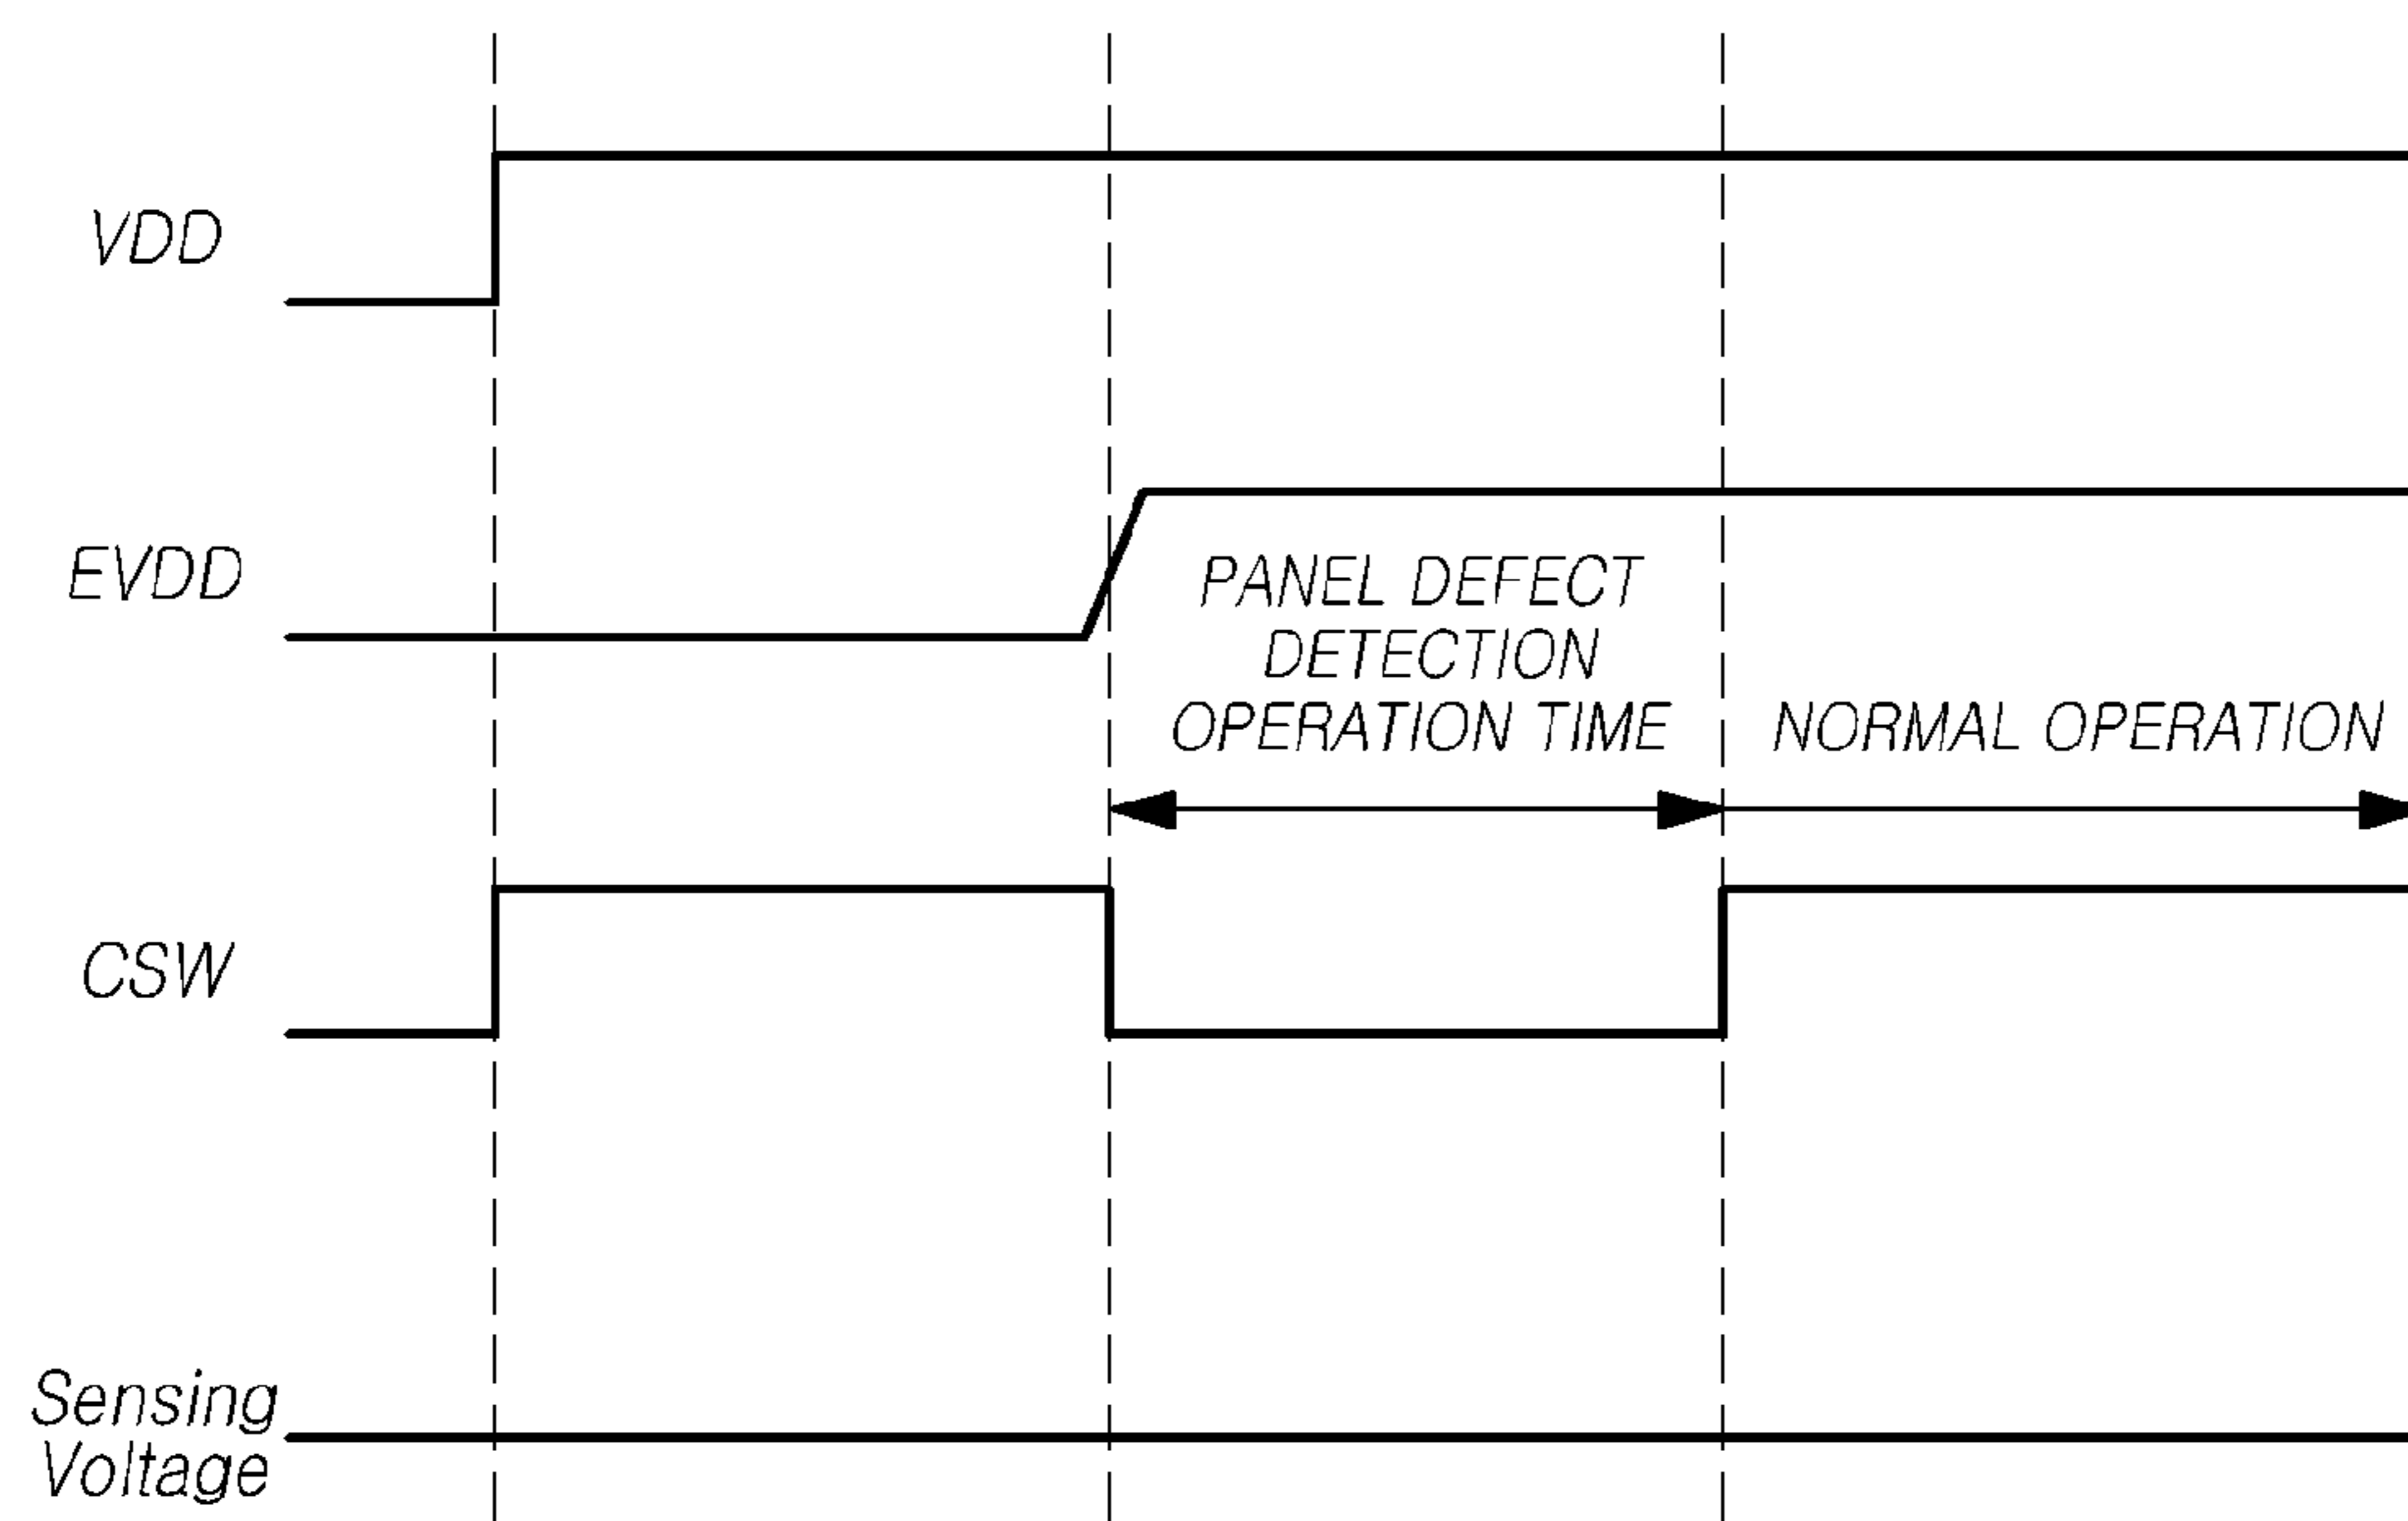 VDD
EVDD
PANEL DEFECT
DETECTION
OPERATION TIME
NORMAL OPERATION
CSW
Sensing
Voltage